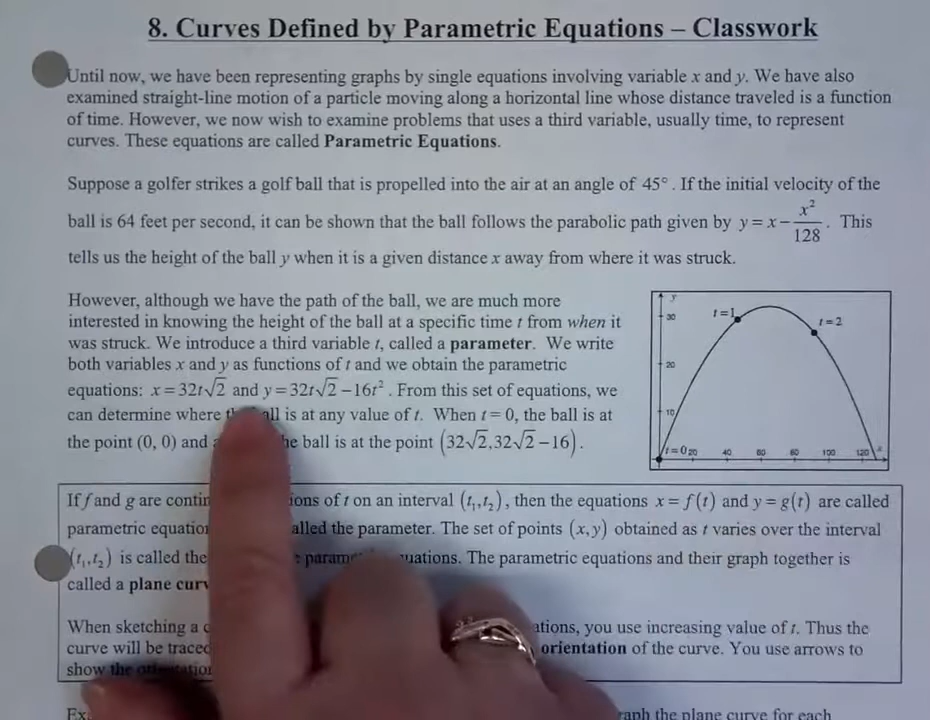 8. Curves Defined by Parametric Equations – Classwork
Until now, we have been representing graphs by single equations involving variable x and y. We have also
examined straight-line motion of a particle moving along a horizontal line whose distance traveled is a function
of time. However, we now wish to examine problems that uses a third variable, usually time, to represent
curves. These equations are called Parametric Equations.
Suppose a golfer strikes a golf ball that is propelled into the air at an angle of 45°. If the initial velocity of the
ball is 64 feet per second, it can be shown that the ball follows the parabolic path given by y = x − x²/128. This
tells us the height of the ball y when it is a given distance x away from where it was struck.
However, although we have the path of the ball, we are much more
interested in knowing the height of the ball at a specific time t from when it
was struck. We introduce a third variable t, called a parameter. We write
both variables x and y as functions of t and we obtain the parametric
equations: x = 32t√2 and y = 32t√2 − 16t². From this set of equations, we
can determine where is at any value of t. When t = 0, the ball is at
the point (0, 0) and ball is at the point (32√2, 32√2 − 16).
y
30
20
10
t=1
t=2
t=0
20 40 60 80 100 120 x
If f and g are of t on an interval (t₁, t₂), then the equations x = f(t) and y = g(t) are called
parametric called the parameter. The set of points (x, y) obtained as t varies over the interval
(t₁, t₂) is called the The parametric equations and their graph together is
called a plane
When sketching a you use increasing value of t. Thus the
curve will be orientation of the curve. You use arrows to
show the
the plane curve for each